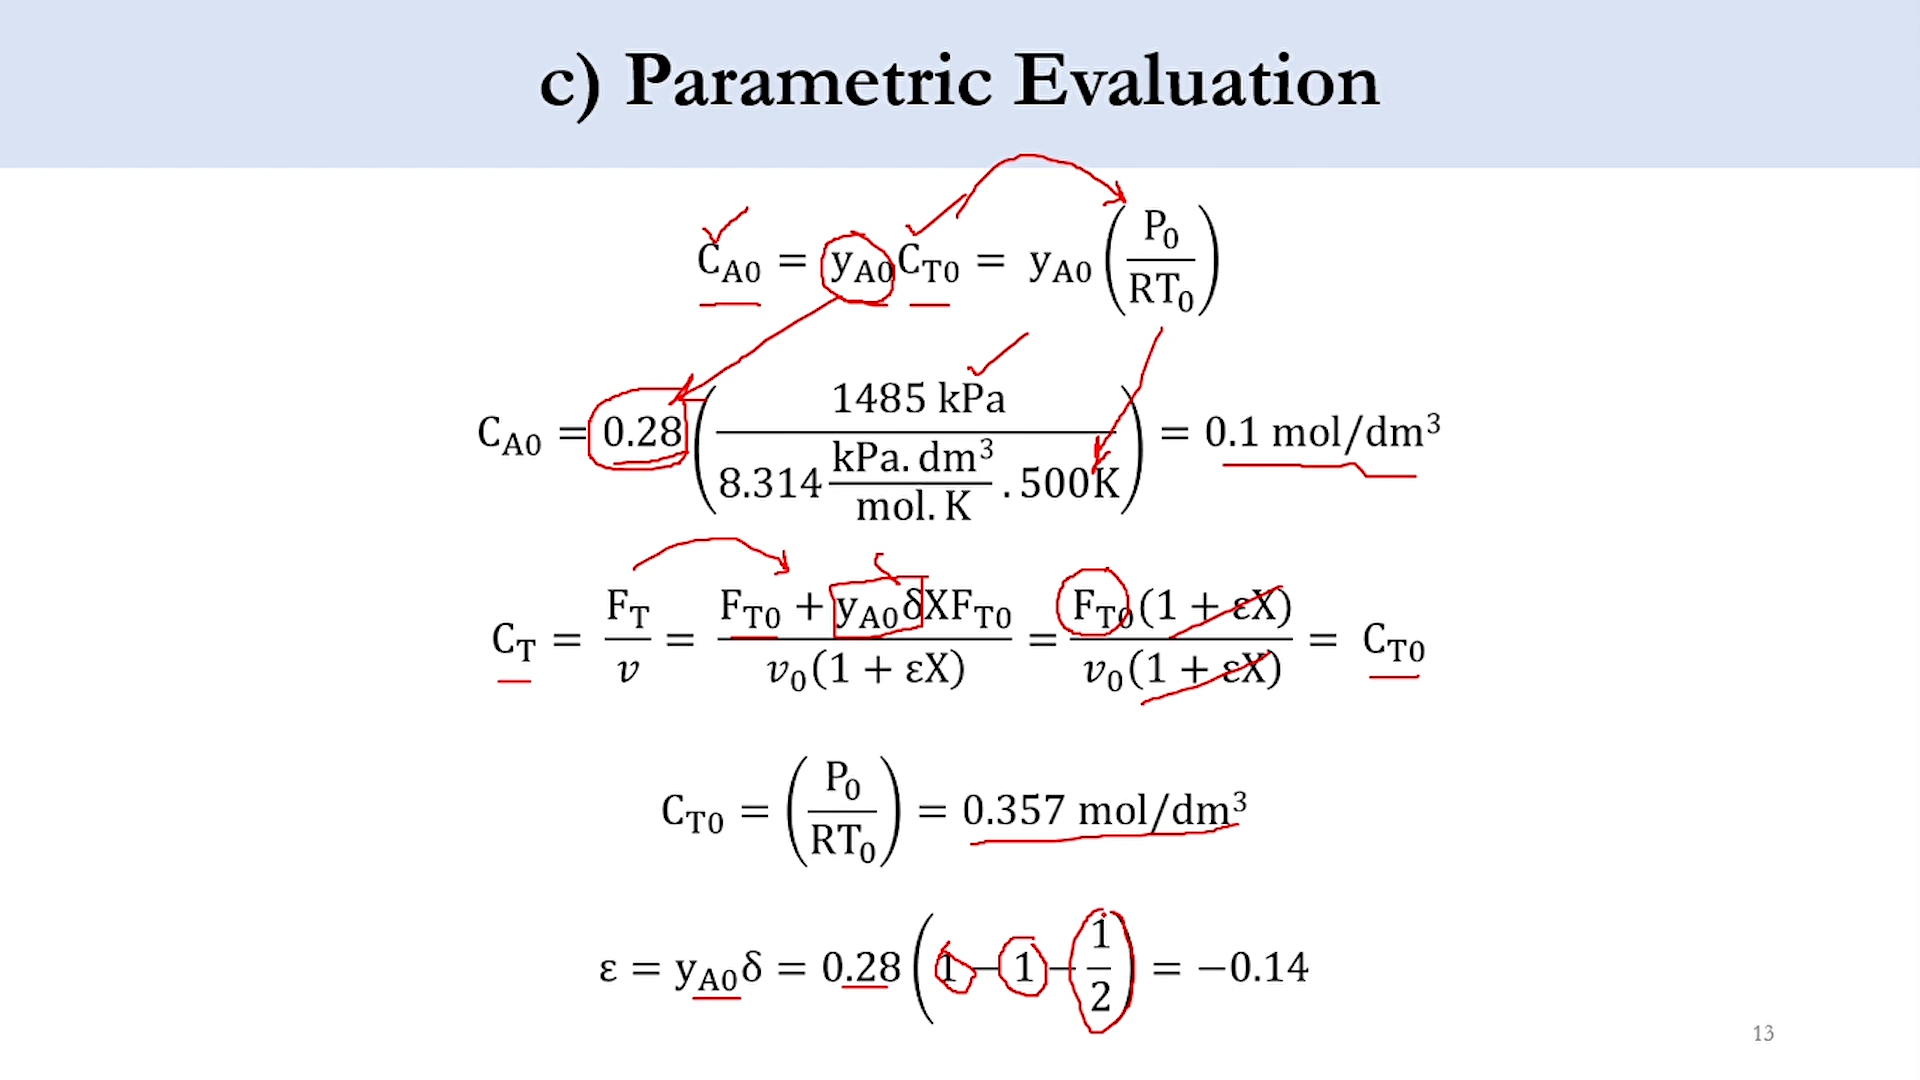 c) Parametric Evaluation
C_A0 = y_A0 C_T0 = y_A0 (P_0 / RT_0)
C_A0 = 0.28 (1485 kPa / (8.314 kPa. dm³ / mol. K . 500K)) = 0.1 mol/dm³
C_T = F_T / v = (F_T0 + y_A0 δXF_T0) / (v_0(1 + εX)) = F_T0(1 + εX) / (v_0(1 + εX)) = C_T0
C_T0 = (P_0 / RT_0) = 0.357 mol/dm³
ε = y_A0 δ = 0.28 (1 − 1 − 1/2) = −0.14
13